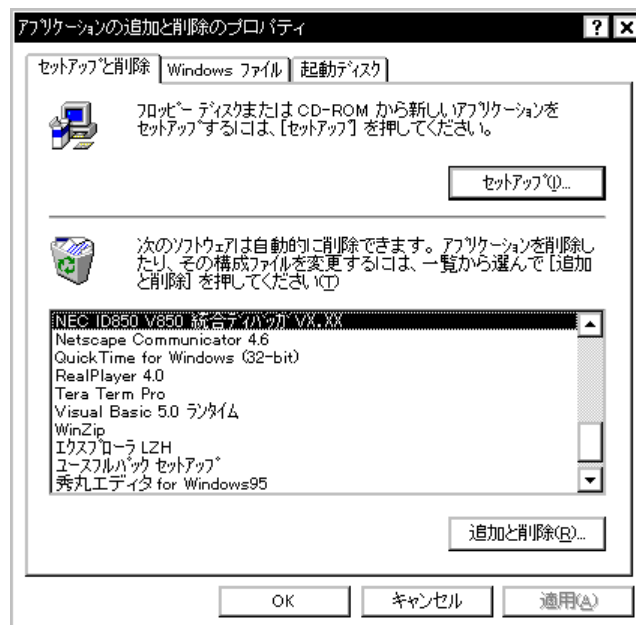 アプリケーションの追加と削除のプロパティ
セットアップと削除 Windows ファイル 起動ディスク
フロッピー ディスクまたは CD-ROM から新しいアプリケーションを
セットアップするには、[セットアップ] を押してください。
セットアップ(I)...
次のソフトウェアは自動的に削除できます。アプリケーションを削除し
たり、その構成ファイルを変更するには、一覧から選んで [追加
と削除] を押してください(T)
NEC ID850 V850 統合ディバッガ VX.XX
Netscape Communicator 4.6
QuickTime for Windows (32-bit)
RealPlayer 4.0
Tera Term Pro
Visual Basic 5.0 ランタイム
WinZip
エクスプローラ LZH
ユースフルパック セットアップ
秀丸エディタ for Windows95
追加と削除(R)...
OK キャンセル 適用(A)